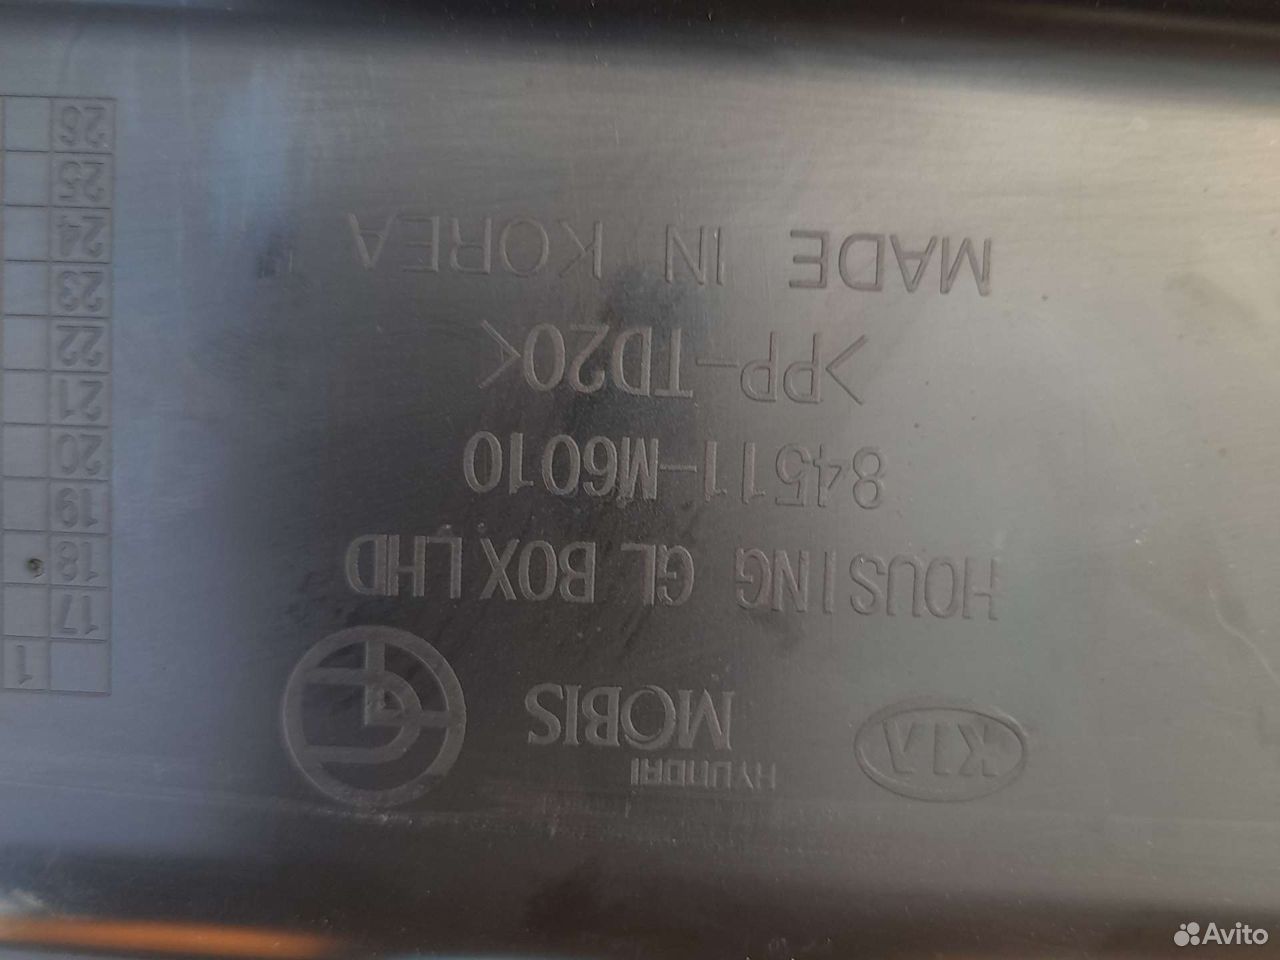 KIA
HYUNDAI
MOBIS
HOUSING GL BOX LHD
84511-M6010
>PP-TD20<
MADE IN KOREA
1
17
18
19
20
21
22
23
24
25
26
Avito